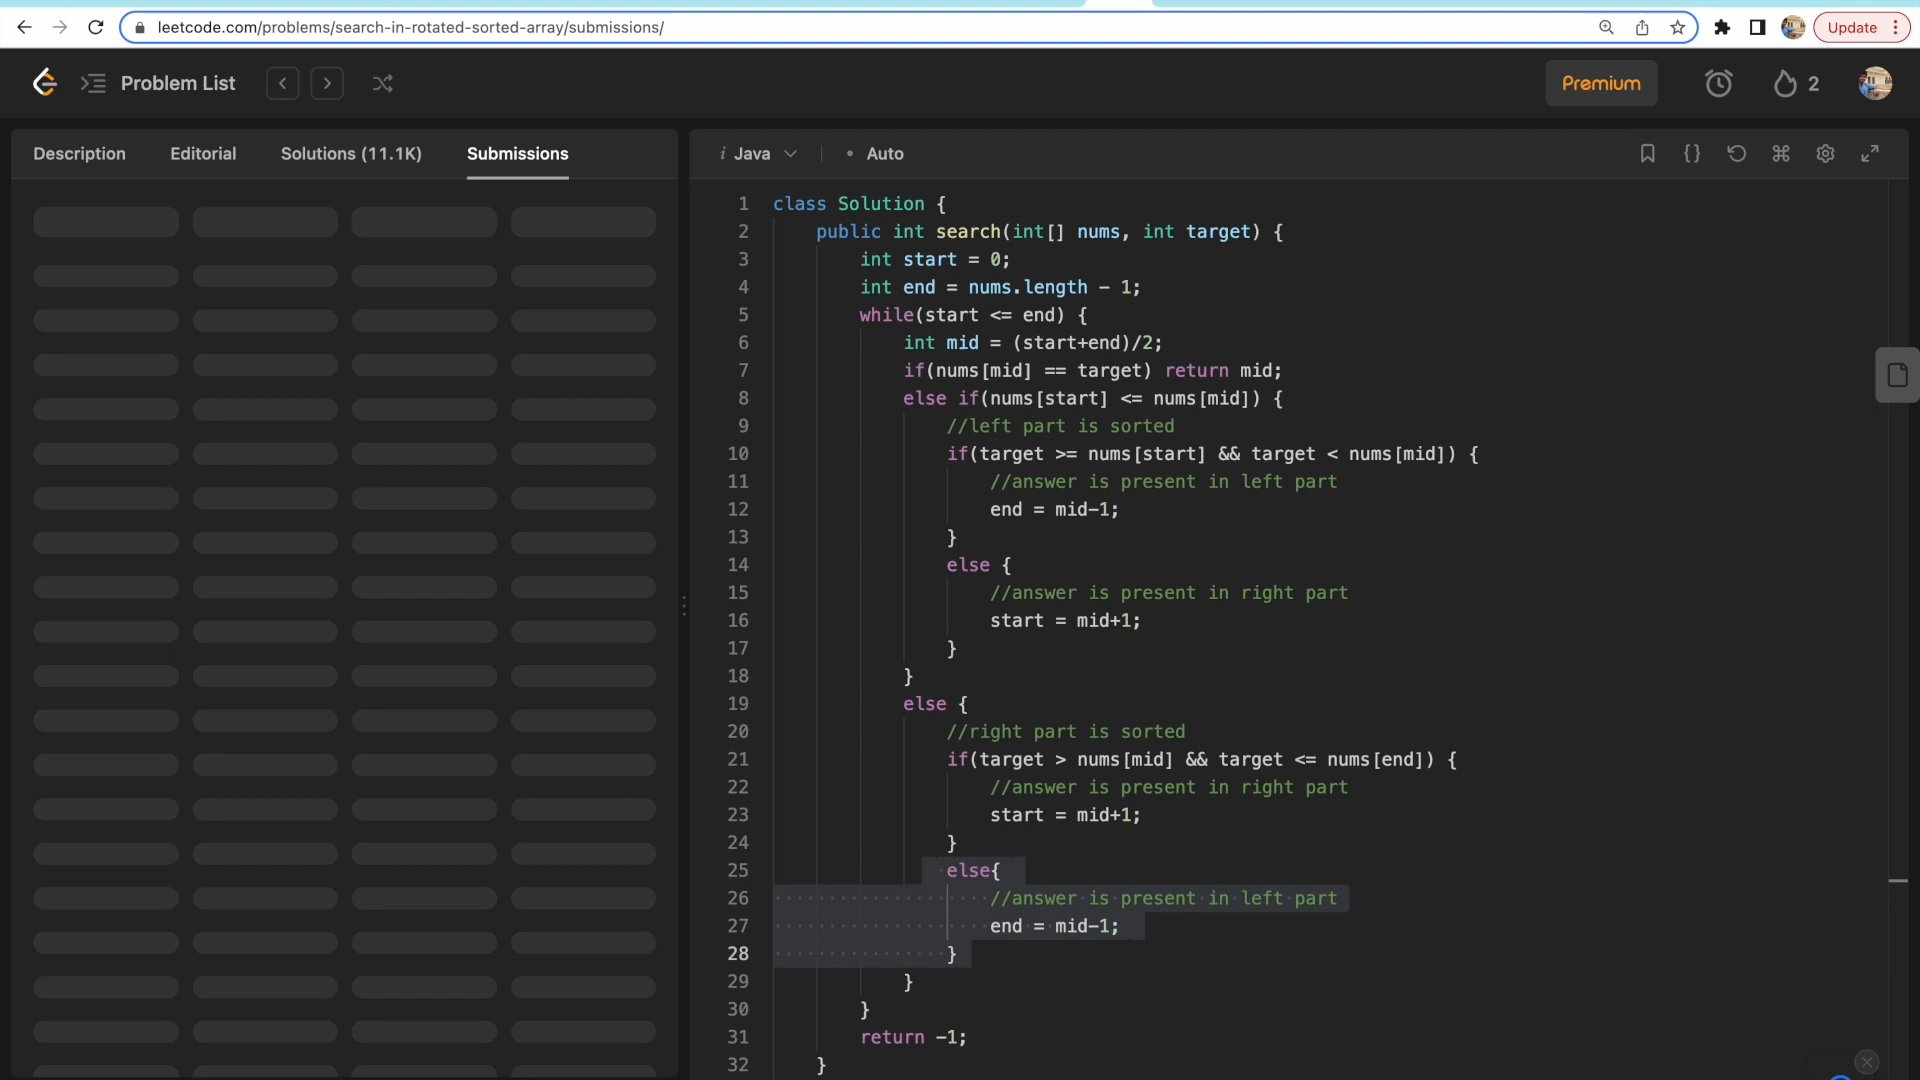 leetcode.com/problems/search-in-rotated-sorted-array/submissions/
Update
Problem List
Premium
2
Description Editorial Solutions (11.1K) Submissions
i Java • Auto
1 class Solution {
2 public int search(int[] nums, int target) {
3 int start = 0;
4 int end = nums.length - 1;
5 while(start <= end) {
6 int mid = (start+end)/2;
7 if(nums[mid] == target) return mid;
8 else if(nums[start] <= nums[mid]) {
9 //left part is sorted
10 if(target >= nums[start] && target < nums[mid]) {
11 //answer is present in left part
12 end = mid-1;
13 }
14 else {
15 //answer is present in right part
16 start = mid+1;
17 }
18 }
19 else {
20 //right part is sorted
21 if(target > nums[mid] && target <= nums[end]) {
22 //answer is present in right part
23 start = mid+1;
24 }
25 else{
26 //answer is present in left part
27 end = mid-1;
28 }
29 }
30 }
31 return -1;
32 }